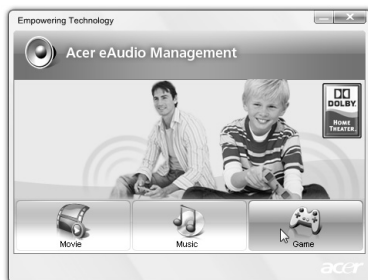 Empowering Technology
Acer eAudio Management
DOLBY
HOME
THEATER
Movie
Music
Game
acer